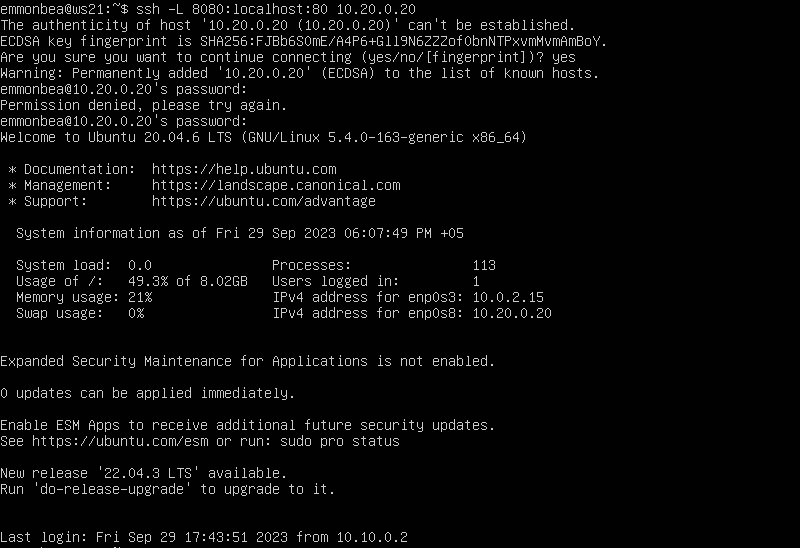 emmonbea@ws21:~$ ssh -L 8080:localhost:80 10.20.0.20
The authenticity of host '10.20.0.20 (10.20.0.20)' can't be established.
ECDSA key fingerprint is SHA256:FJBb6SOmE/A4P6+Gll9N6ZZZofObnNTPxvmMvmAmBoY.
Are you sure you want to continue connecting (yes/no/[fingerprint])? yes
Warning: Permanently added '10.20.0.20' (ECDSA) to the list of known hosts.
emmonbea@10.20.0.20's password:
Permission denied, please try again.
emmonbea@10.20.0.20's password:
Welcome to Ubuntu 20.04.6 LTS (GNU/Linux 5.4.0-163-generic x86_64)
* Documentation:  https://help.ubuntu.com
* Management:     https://landscape.canonical.com
* Support:        https://ubuntu.com/advantage
System information as of Fri 29 Sep 2023 06:07:49 PM +05
System load:  0.0               Processes:               113
Usage of /:   49.3% of 8.02GB   Users logged in:         1
Memory usage: 21%               IPv4 address for enp0s3: 10.0.2.15
Swap usage:   0%                IPv4 address for enp0s8: 10.20.0.20
Expanded Security Maintenance for Applications is not enabled.
0 updates can be applied immediately.
Enable ESM Apps to receive additional future security updates.
See https://ubuntu.com/esm or run: sudo pro status
New release '22.04.3 LTS' available.
Run 'do-release-upgrade' to upgrade to it.
Last login: Fri Sep 29 17:43:51 2023 from 10.10.0.2